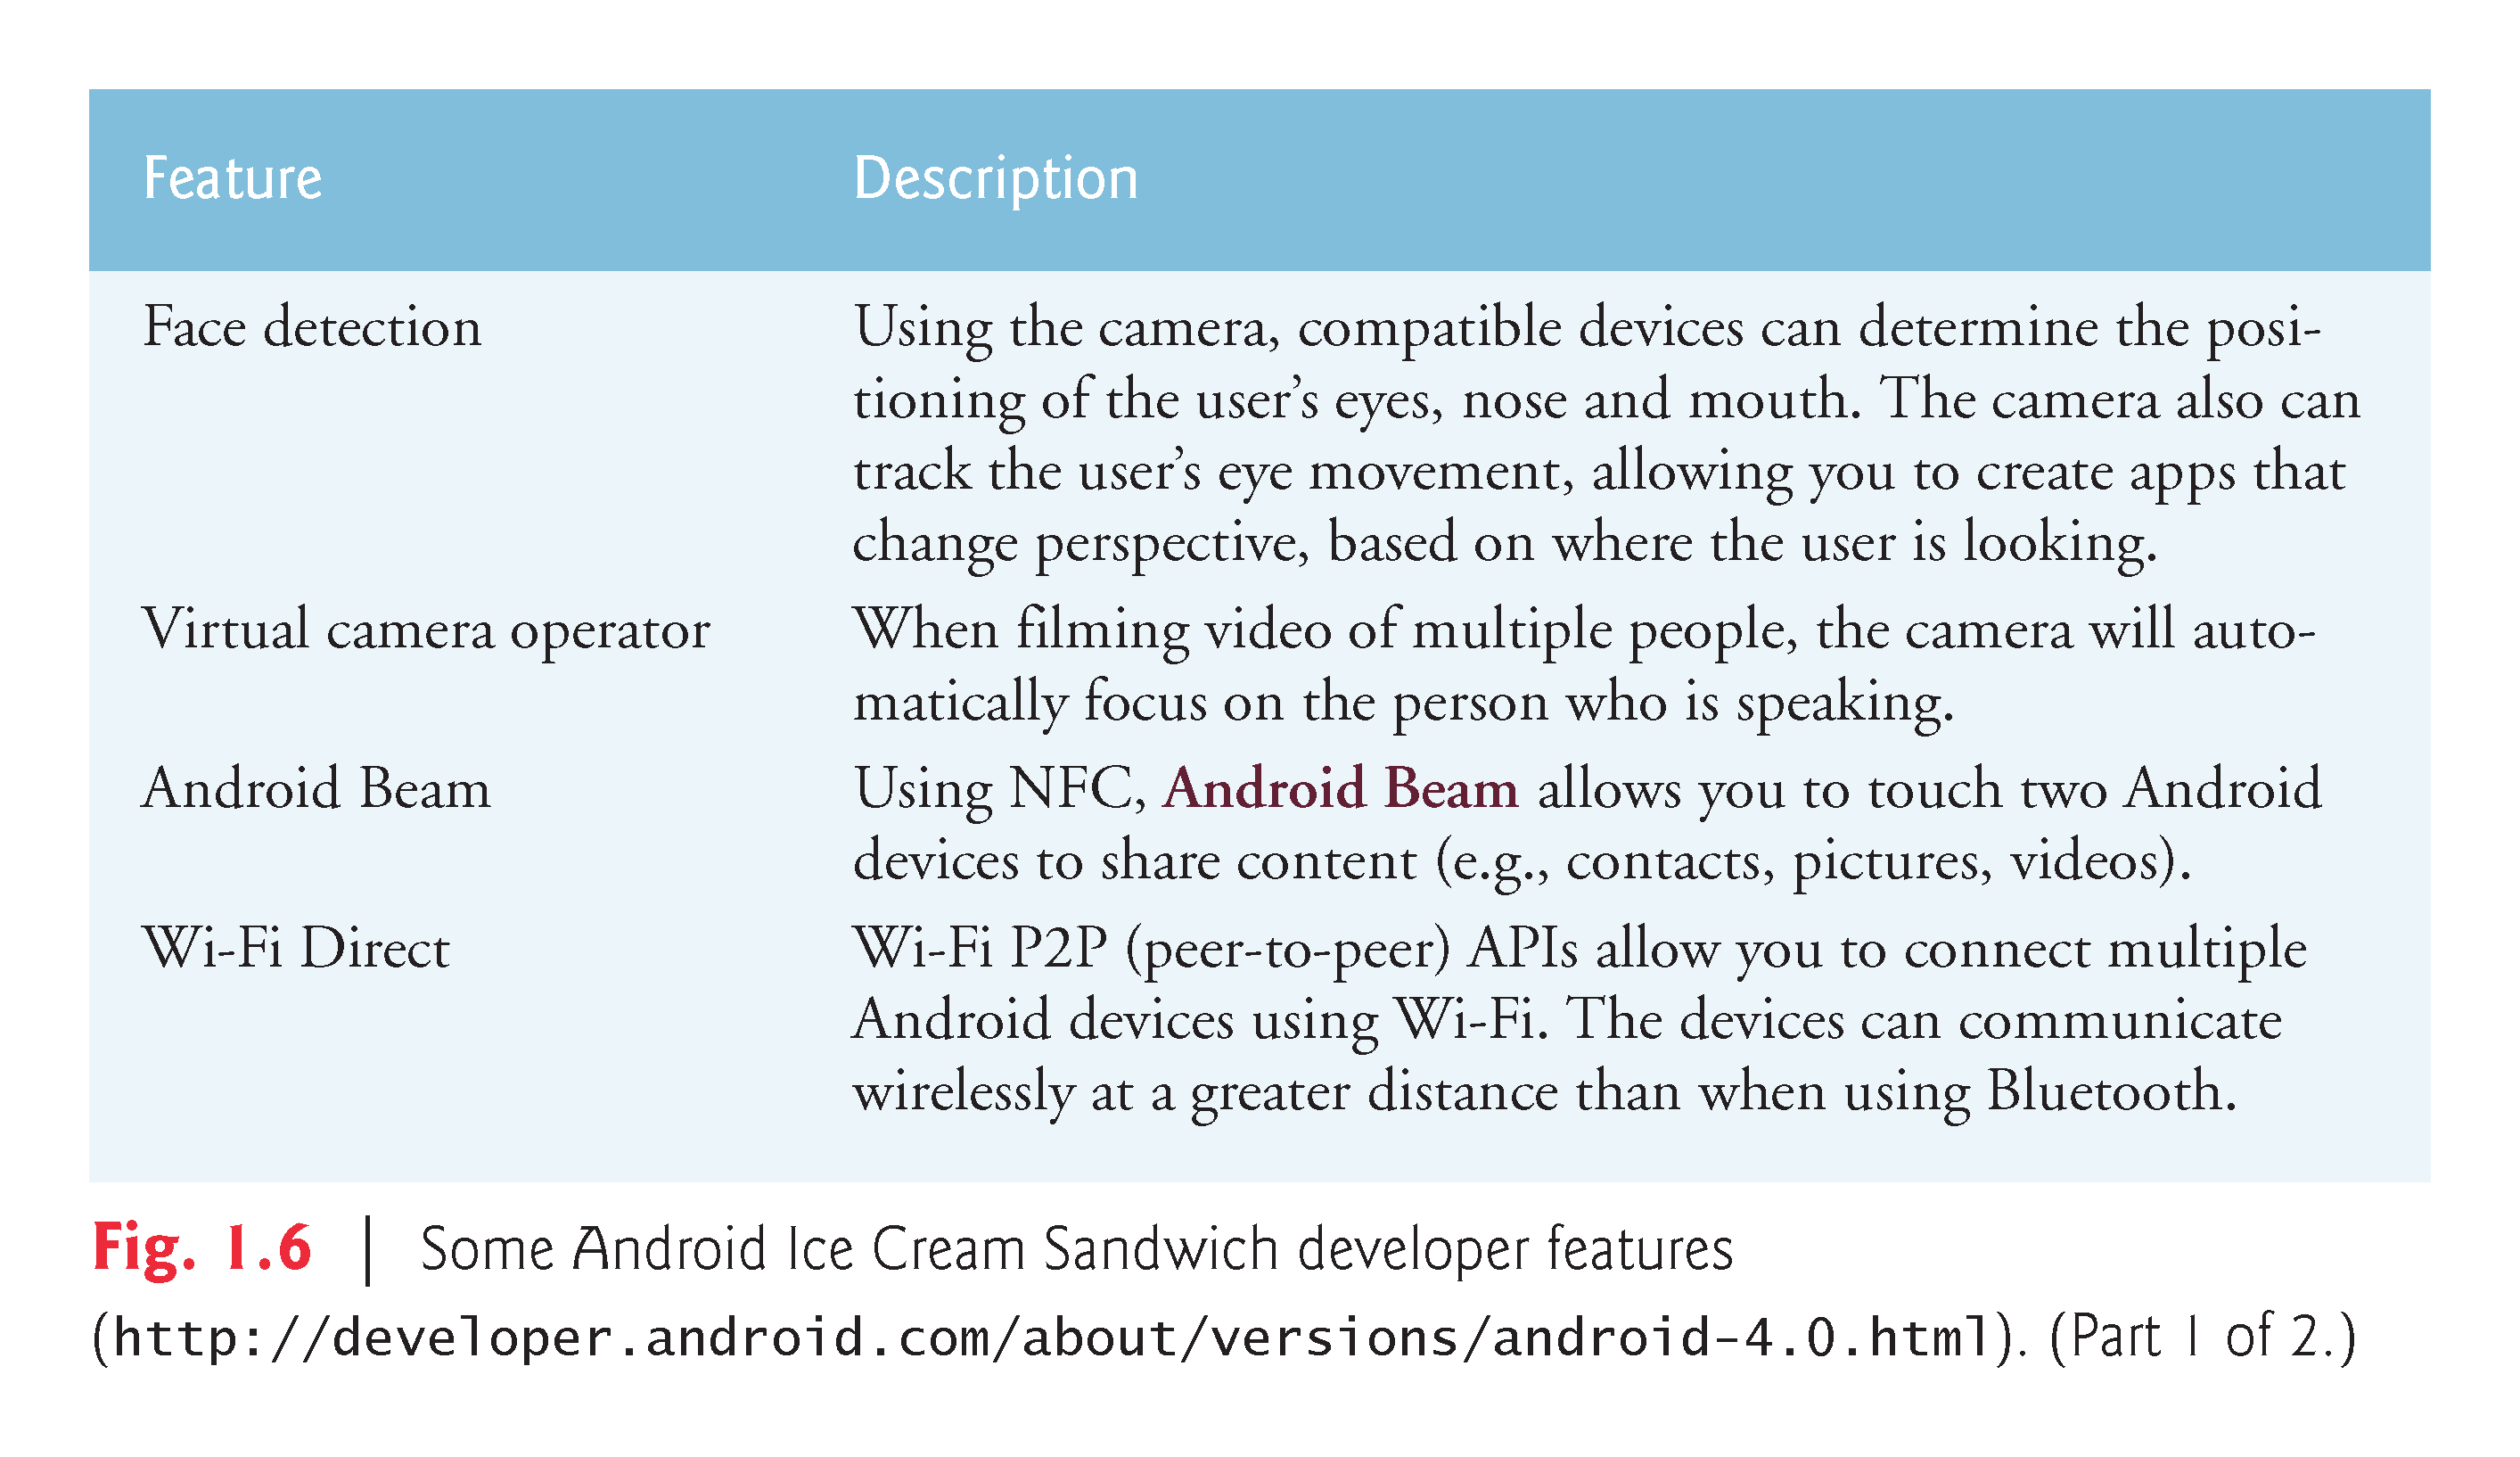 Feature Description
Face detection Using the camera, compatible devices can determine the posi-
tioning of the user’s eyes, nose and mouth. The camera also can
track the user’s eye movement, allowing you to create apps that
change perspective, based on where the user is looking.
Virtual camera operator When filming video of multiple people, the camera will auto-
matically focus on the person who is speaking.
Android Beam Using NFC, Android Beam allows you to touch two Android
devices to share content (e.g., contacts, pictures, videos).
Wi-Fi Direct Wi-Fi P2P (peer-to-peer) APIs allow you to connect multiple
Android devices using Wi-Fi. The devices can communicate
wirelessly at a greater distance than when using Bluetooth.
Fig. 1.6 | Some Android Ice Cream Sandwich developer features
(http://developer.android.com/about/versions/android-4.0.html). (Part 1 of 2.)